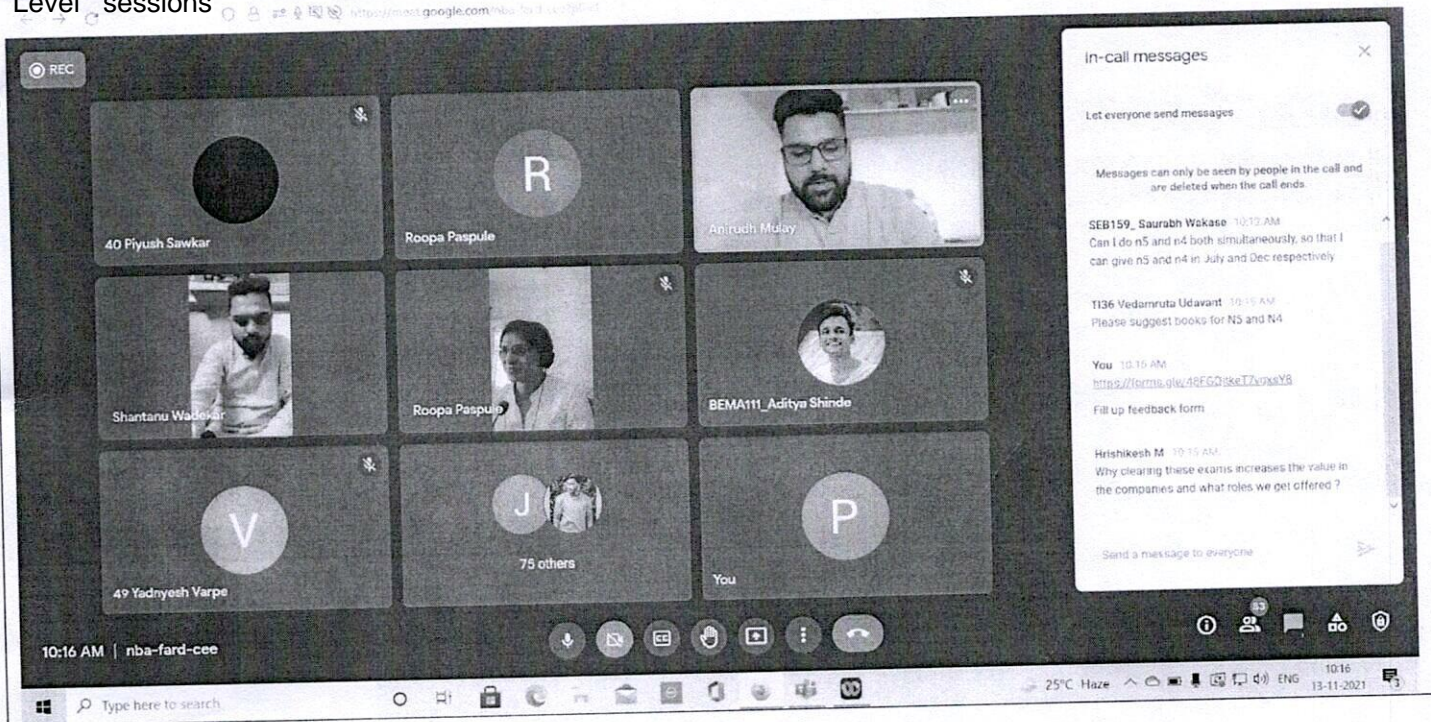 Level sessions
REC
40 Piyush Sawkar
Roopa Paspule
Anirudh Mulay
Shantanu Wadekar
Roopa Paspule
BEMA111_Aditya Shinde
49 Yadnyesh Varpe
75 others
You
R
V
J
P
10:16 AM | nba-fard-cee
In-call messages
Let everyone send messages
Messages can only be seen by people in the call and
are deleted when the call ends
SEB159_ Saurabh Wakase
Can I do n5 and n4 both simultaneously, so that I
can give n5 and n4 in July and Dec respectively
TI36 Vedamruta Udavant 10:15 AM
Please suggest books for N5 and N4
You 10:15 AM
Fill up feedback form
Hrishikesh M 10:15 AM
Why clearing these exams increases the value in
the companies and what roles we get offered ?
Send a message to everyone
Type here to search
25°C Haze
ENG
10:16
13-11-2021